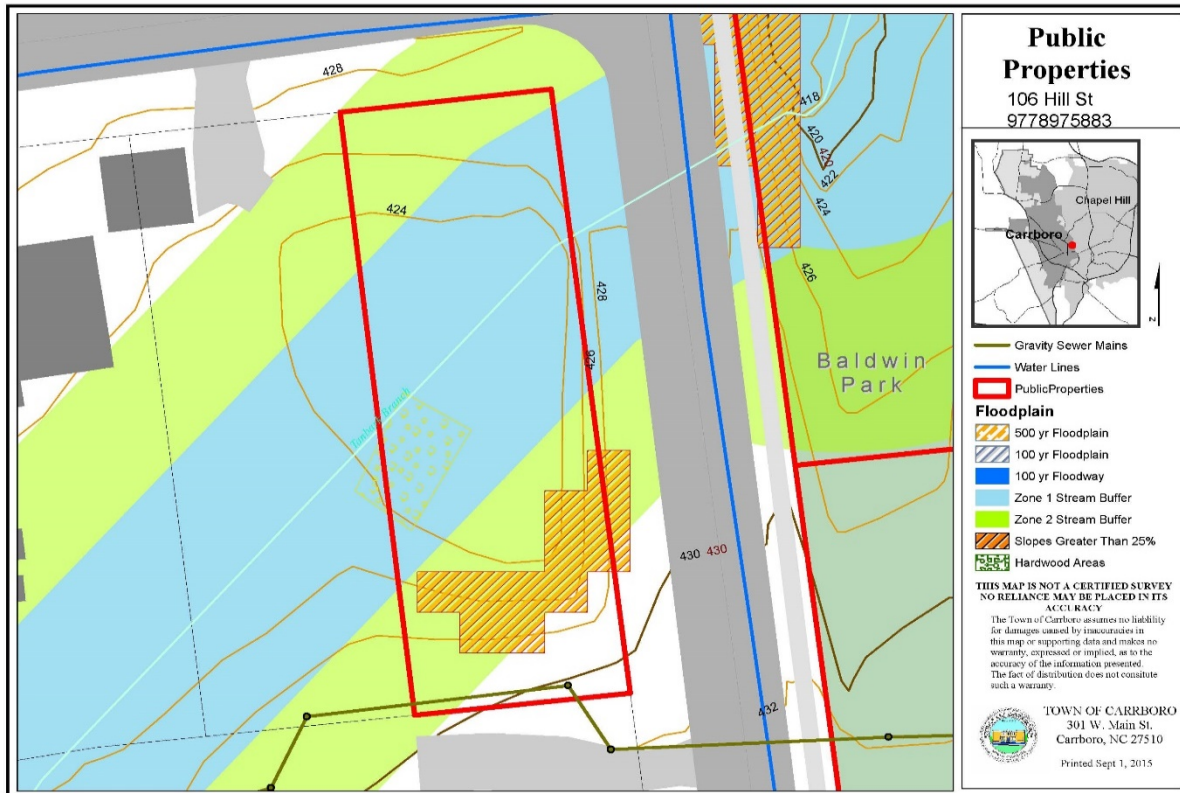 428
424
428
426
Tanbark Branch
418
420
420
422
424
426
Baldwin
Park
430 430
432
Public
Properties
106 Hill St
9778975883
Chapel Hill
Carrboro
Z
Gravity Sewer Mains
Water Lines
PublicProperties
Floodplain
500 yr Floodplain
100 yr Floodplain
100 yr Floodway
Zone 1 Stream Buffer
Zone 2 Stream Buffer
Slopes Greater Than 25%
Hardwood Areas
THIS MAP IS NOT A CERTIFIED SURVEY
NO RELIANCE MAY BE PLACED IN ITS
ACCURACY
The Town of Carrboro assumes no liablility
for damages caused by inaccuracies in
this map or supporting data and makes no
warranty, expressed or implied, as to the
accuracy of the information presented.
The fact of distribution does not consitute
such a warranty.
TOWN OF CARRBORO
301 W. Main St.
Carrboro, NC 27510
Printed Sept 1, 2015